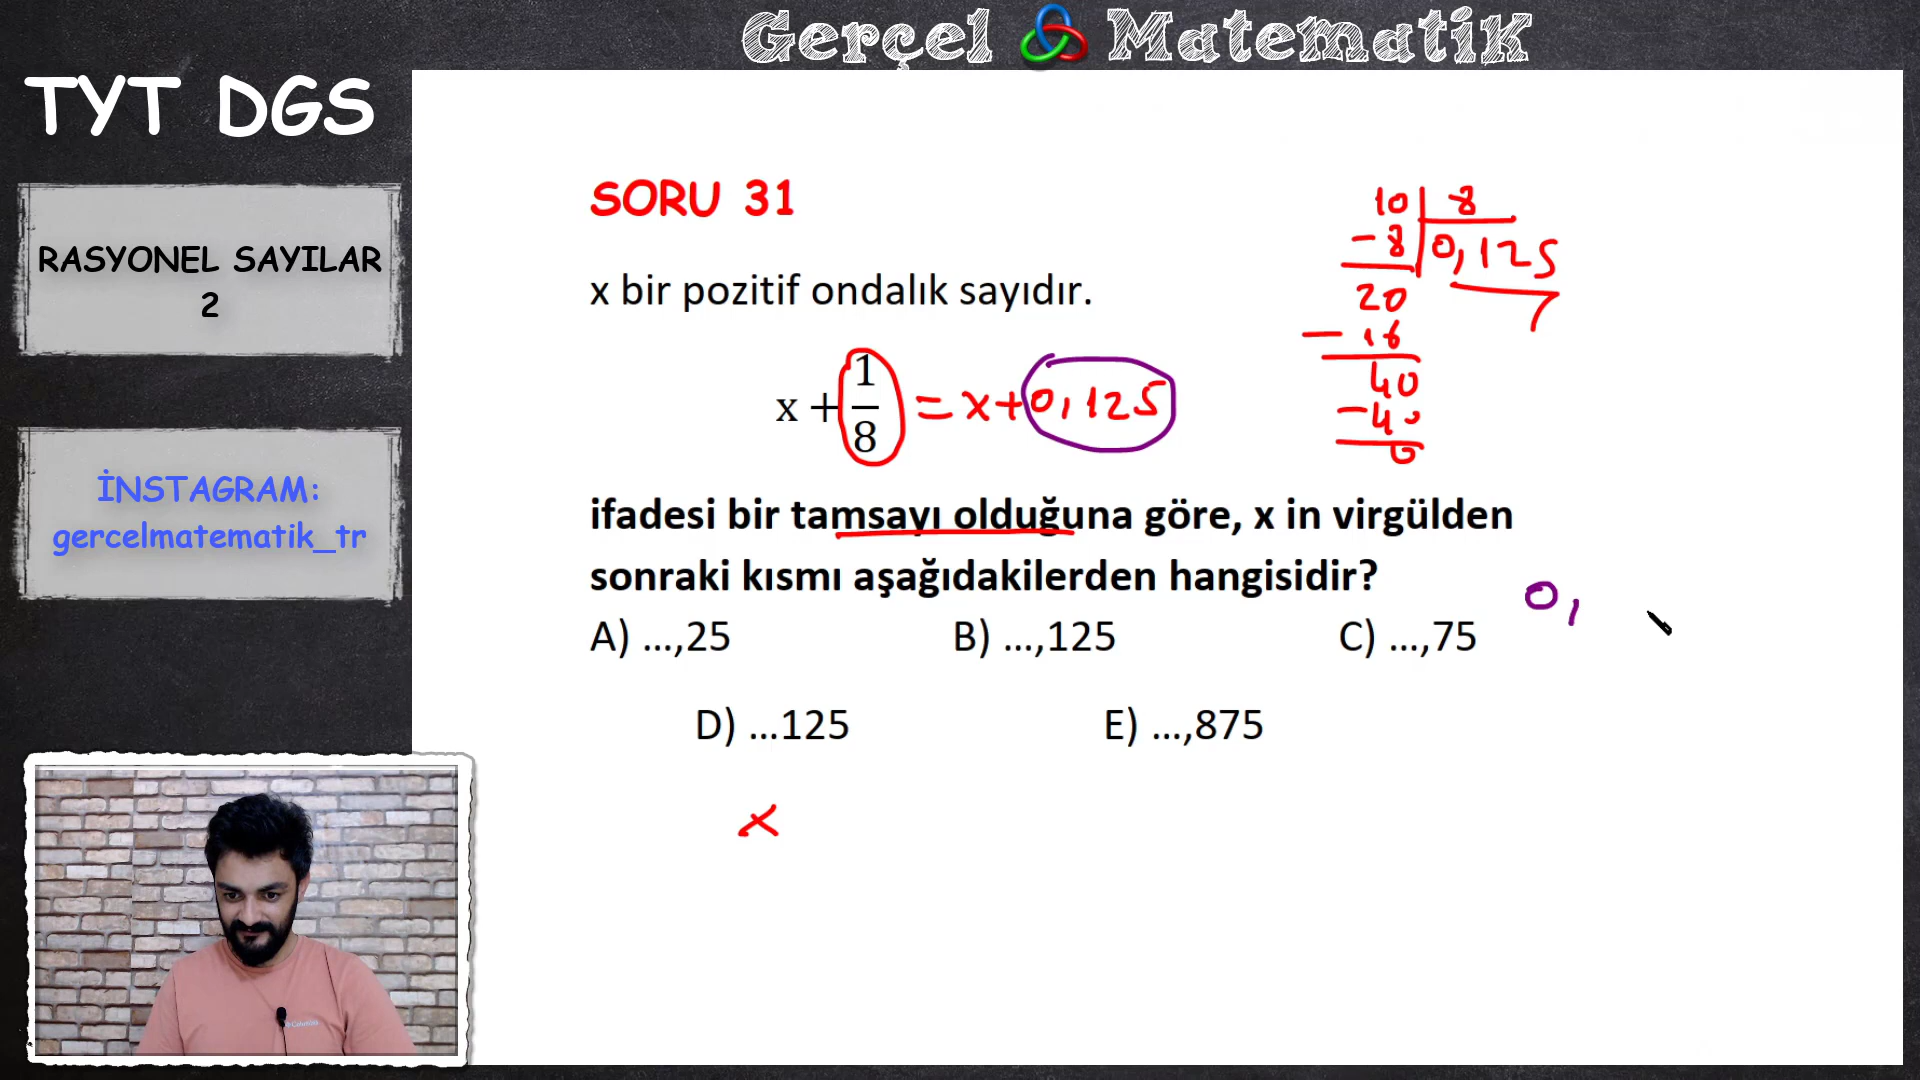 Gerçel Matematik
TYT DGS
RASYONEL SAYILAR
2
İNSTAGRAM:
gercelmatematik_tr
SORU 31
x bir pozitif ondalık sayıdır.
x + 1/8 = x + 0,125
10 | 8
- 8 | 0,125
20
- 16
40
- 40
0
ifadesi bir tamsayı olduğuna göre, x in virgülden
sonraki kısmı aşağıdakilerden hangisidir?
0,
A) ...,25 B) ...,125 C) ...,75
D) ...125 E) ...,875
x